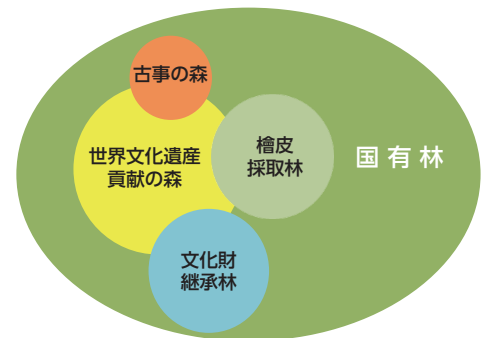 古事の森
世界文化遺産
貢献の森
檜皮
採取林
国有林
文化財
継承林